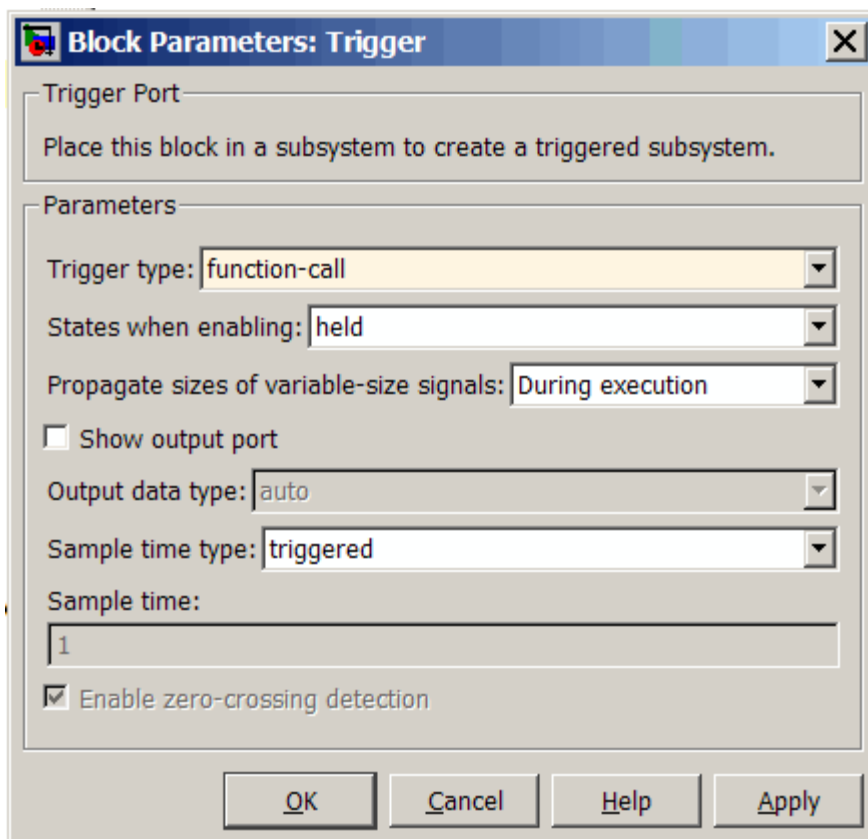 Block Parameters: Trigger
Trigger Port
Place this block in a subsystem to create a triggered subsystem.
Parameters
Trigger type: function-call
States when enabling: held
Propagate sizes of variable-size signals: During execution
Show output port
Output data type: auto
Sample time type: triggered
Sample time:
1
Enable zero-crossing detection
OK Cancel Help Apply